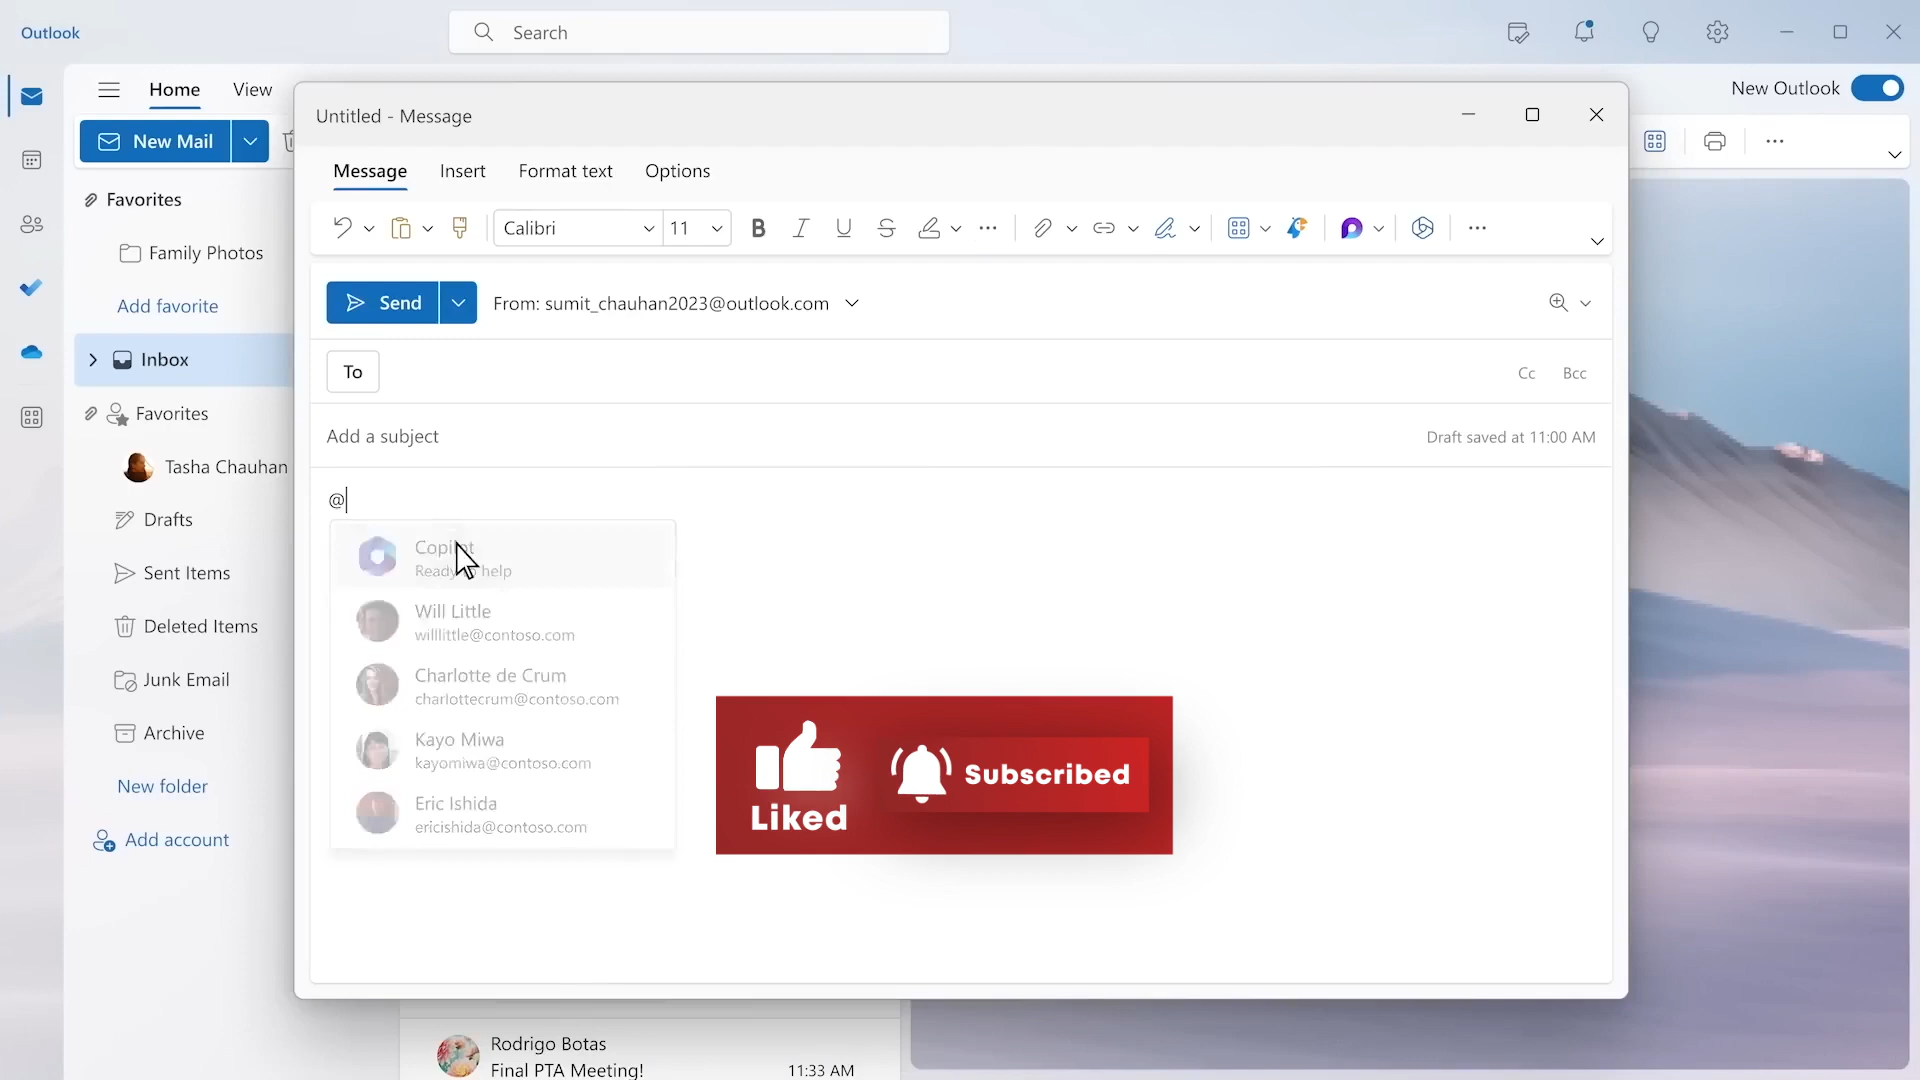 Outlook
Search
Home View
New Outlook
New Mail
Untitled - Message
Message Insert Format text Options
Calibri 11
Send From: sumit_chauhan2023@outlook.com
To Cc Bcc
Add a subject Draft saved at 11:00 AM
@
Copilot
Ready to help
Will Little
willlittle@contoso.com
Charlotte de Crum
charlottecrum@contoso.com
Kayo Miwa
kayomiwa@contoso.com
Eric Ishida
ericishida@contoso.com
Liked
Subscribed
Favorites
Family Photos
Add favorite
Inbox
Favorites
Tasha Chauhan
Drafts
Sent Items
Deleted Items
Junk Email
Archive
New folder
Add account
Rodrigo Botas
Final PTA Meeting! 11:33 AM